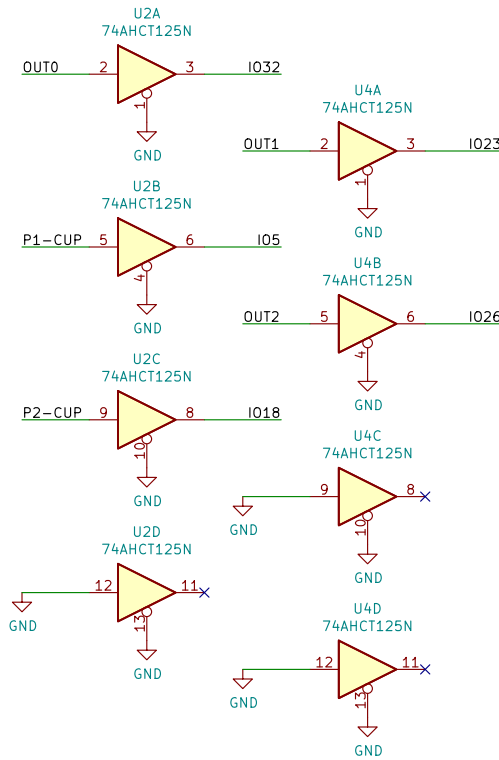 U2A
74AHCT125N
OUT0 2 3 IO32
1
GND
U4A
74AHCT125N
OUT1 2 3 IO23
1
GND
U2B
74AHCT125N
P1-CUP 5 6 IO5
4
GND
U4B
74AHCT125N
OUT2 5 6 IO26
4
GND
U2C
74AHCT125N
P2-CUP 9 8 IO18
10
GND
U4C
74AHCT125N
9 8
GND
10
GND
U2D
74AHCT125N
12 11
GND
13
GND
U4D
74AHCT125N
12 11
GND
13
GND